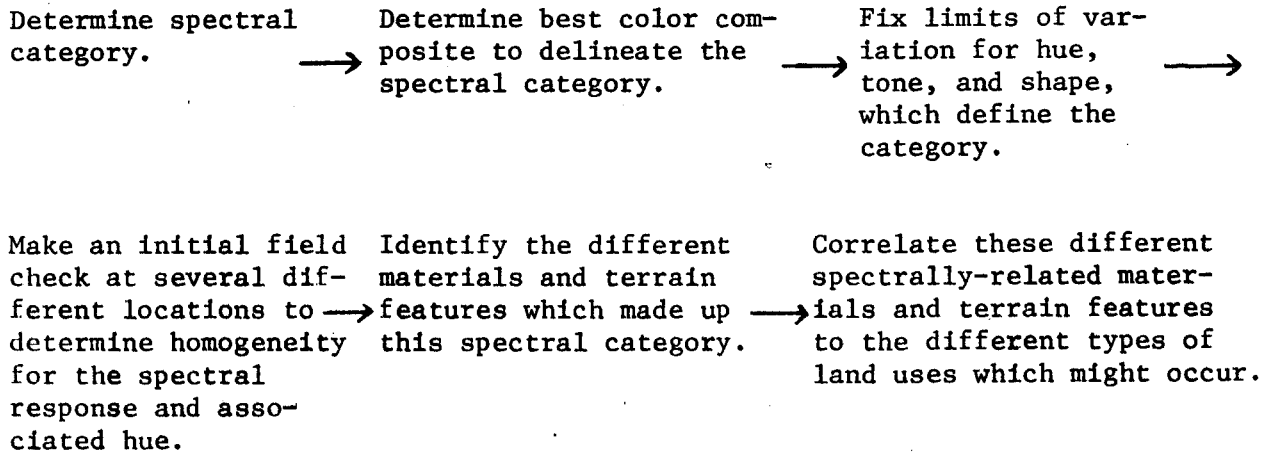 Determine spectral
category.
Determine best color com-
posite to delineate the
spectral category.
Fix limits of var-
iation for hue,
tone, and shape,
which define the
category.
Make an initial field
check at several dif-
ferent locations to
determine homogeneity
for the spectral
response and asso-
ciated hue.
Identify the different
materials and terrain
features which made up
this spectral category.
Correlate these different
spectrally-related mater-
ials and terrain features
to the different types of
land uses which might occur.